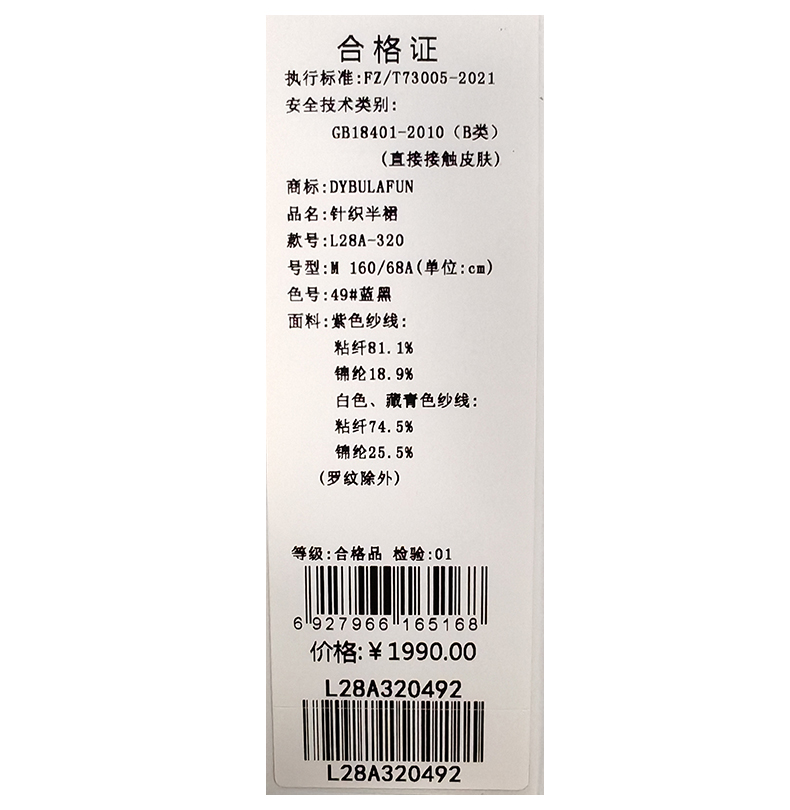 合格证
执行标准:FZ/T73005-2021
安全技术类别:
GB18401-2010（B类）
(直接接触皮肤)
商标:DYBULAFUN
品名:针织半裙
款号:L28A-320
号型:M 160/68A(单位:cm)
色号:49#蓝黑
面料:紫色纱线:
粘纤81.1%
锦纶18.9%
白色、藏青色纱线:
粘纤74.5%
锦纶25.5%
(罗纹除外)
等级:合格品 检验:01
6 927966 165168
价格:￥1990.00
L28A320492
L28A320492